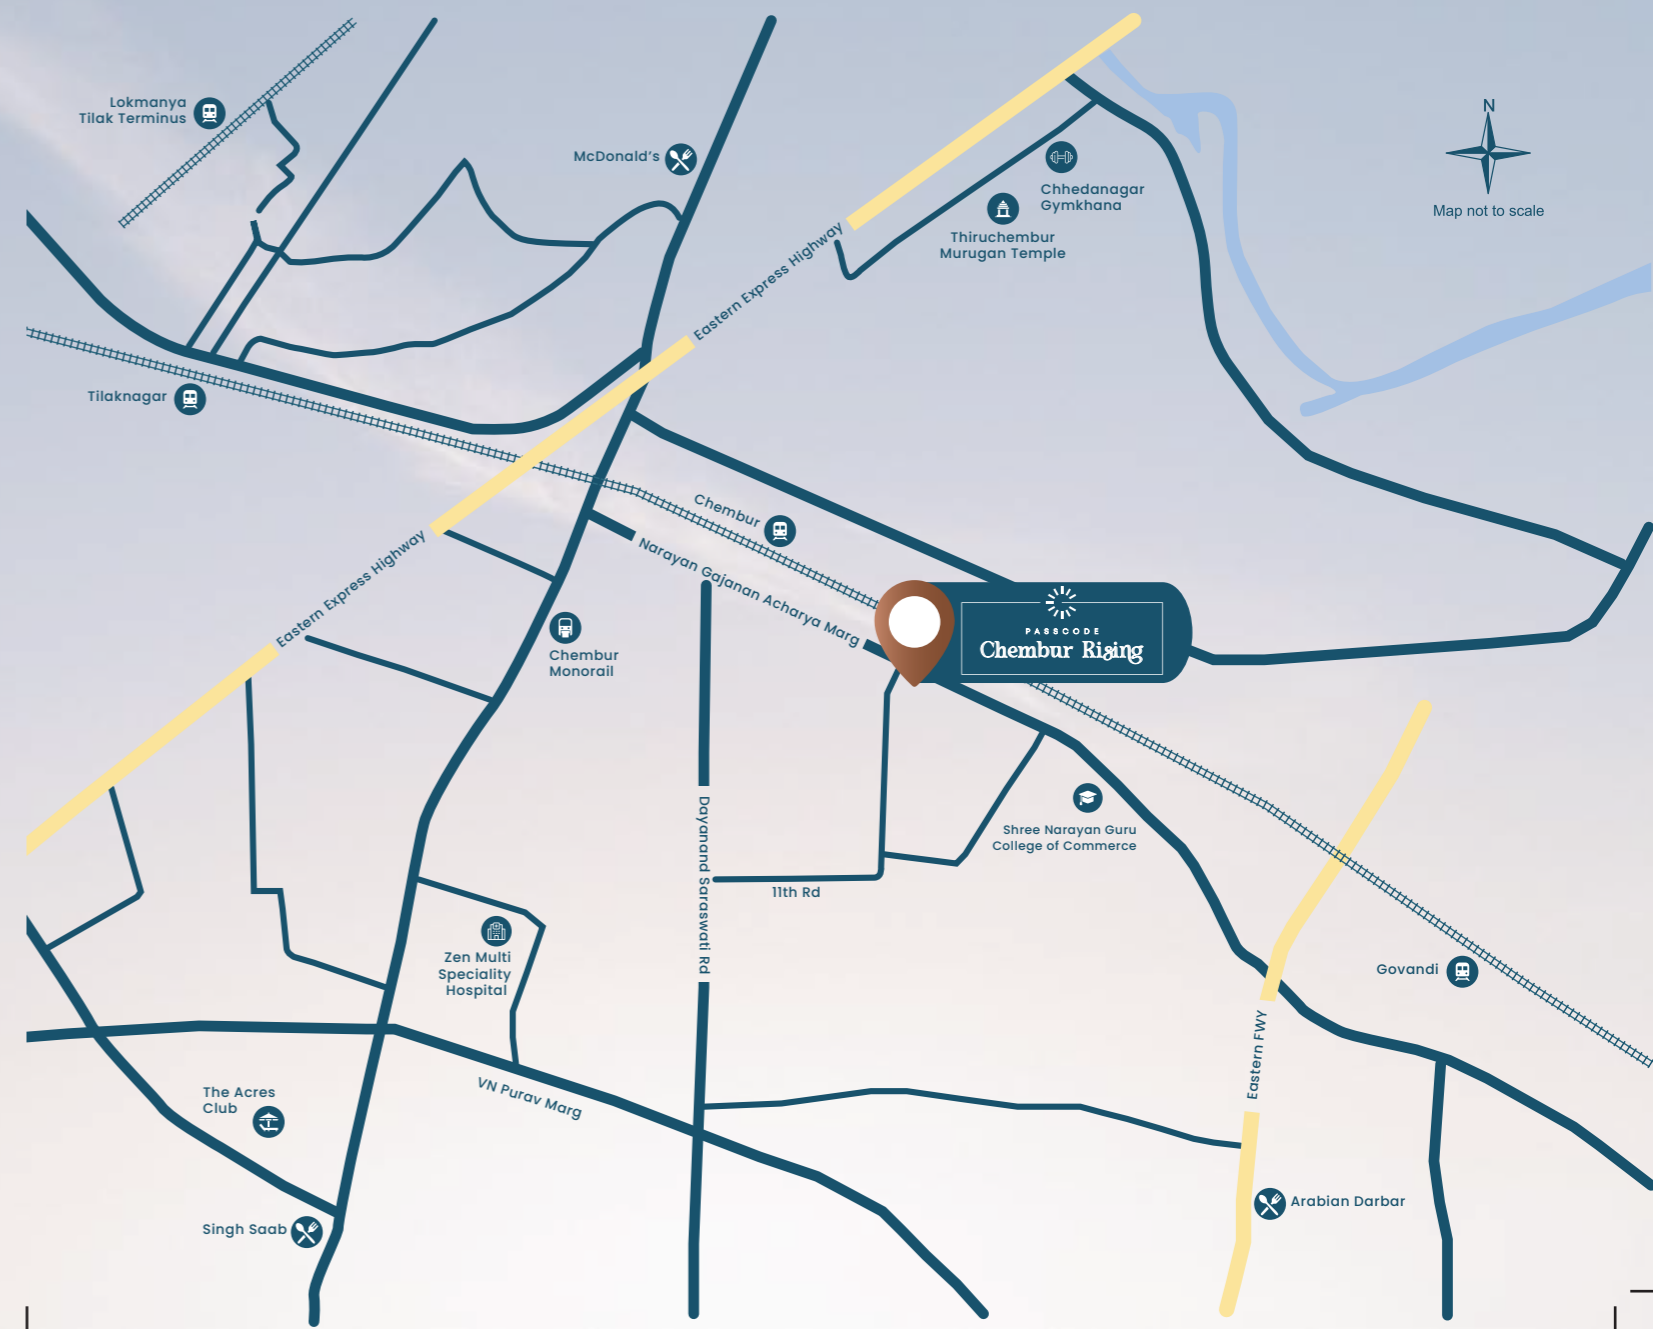 Lokmanya
Tilak Terminus
McDonald's
N
Map not to scale
Chhedanagar
Gymkhana
Thiruchembur
Murugan Temple
Eastern Express Highway
Tilaknagar
Chembur
Narayan Gajanan Acharya Marg
PASSCODE
Chembur Rising
Eastern Express Highway
Chembur
Monorail
Dayanand Saraswati Rd
Shree Narayan Guru
College of Commerce
11th Rd
Zen Multi
Speciality
Hospital
Govandi
Eastern FWY
VN Purav Marg
The Acres
Club
Singh Saab
Arabian Darbar